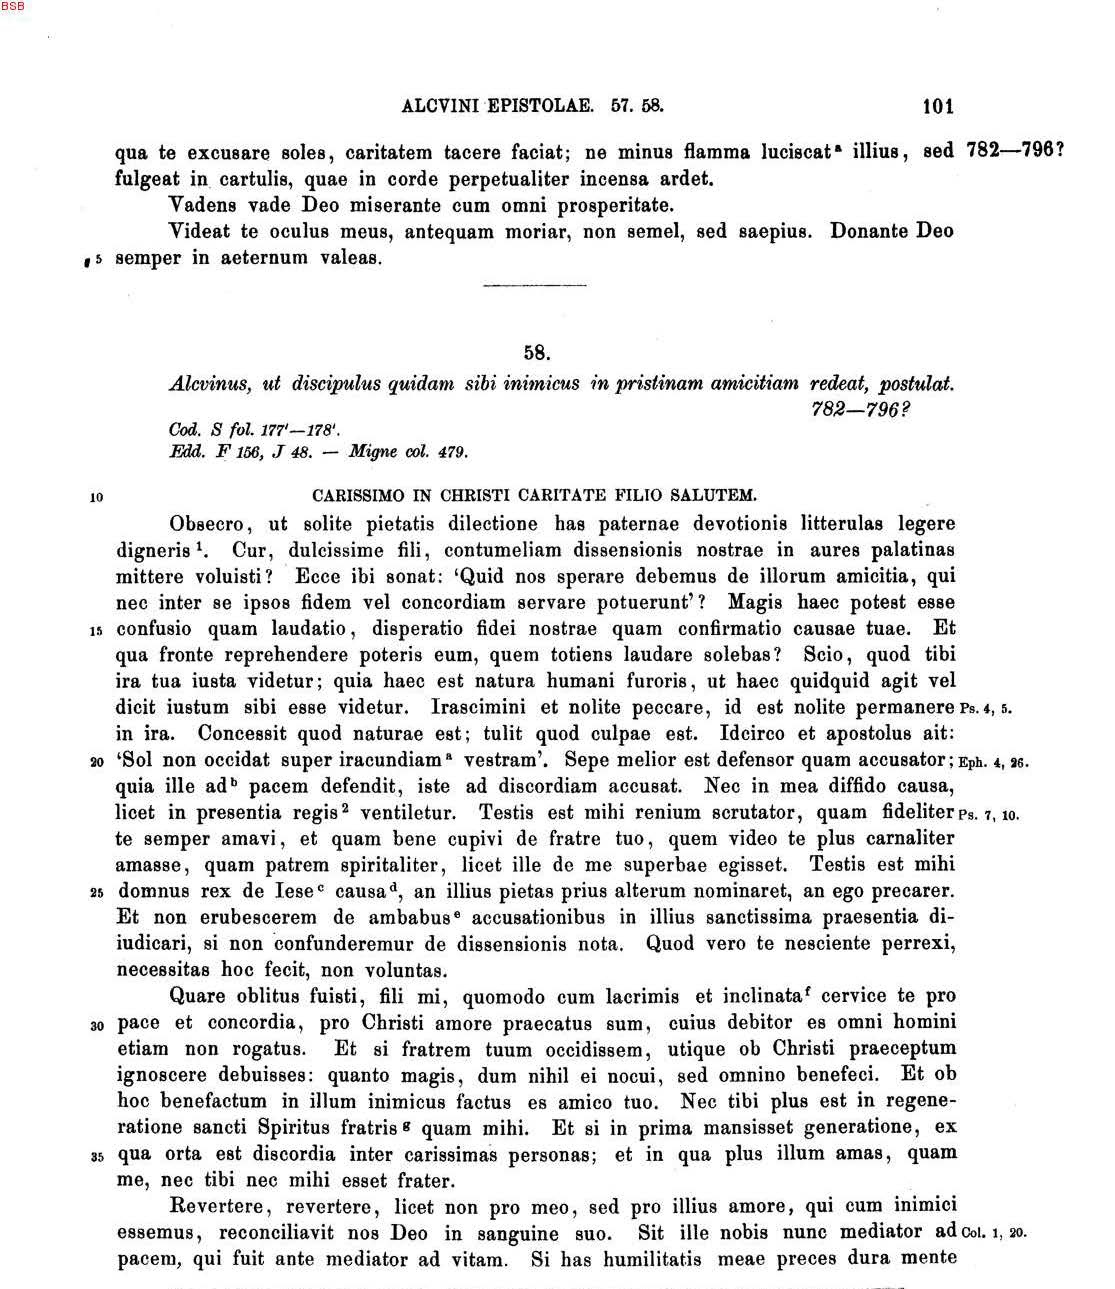 BSB
ALCVINI EPISTOLAE. 57. 58. 101
qua te excusare soles, caritatem tacere faciat; ne minus flamma luciscatᵃ illius, sed 782—796?
fulgeat in cartulis, quae in corde perpetualiter incensa ardet.
Vadens vade Deo miserante cum omni prosperitate.
Videat te oculus meus, antequam moriar, non semel, sed saepius. Donante Deo
5 semper in aeternum valeas.
58.
Alcvinus, ut discipulus quidam sibi inimicus in pristinam amicitiam redeat, postulat.
782—796?
Cod. S fol. 177'—178'.
Edd. F 156, J 48. — Migne col. 479.
10 CARISSIMO IN CHRISTI CARITATE FILIO SALUTEM.
Obsecro, ut solite pietatis dilectione has paternae devotionis litterulas legere
digneris¹. Cur, dulcissime fili, contumeliam dissensionis nostrae in aures palatinas
mittere voluisti? Ecce ibi sonat: ‘Quid nos sperare debemus de illorum amicitia, qui
nec inter se ipsos fidem vel concordiam servare potuerunt’? Magis haec potest esse
15 confusio quam laudatio, disperatio fidei nostrae quam confirmatio causae tuae. Et
qua fronte reprehendere poteris eum, quem totiens laudare solebas? Scio, quod tibi
ira tua iusta videtur; quia haec est natura humani furoris, ut haec quidquid agit vel
dicit iustum sibi esse videtur. Irascimini et nolite peccare, id est nolite permanere Ps. 4, 5.
in ira. Concessit quod naturae est; tulit quod culpae est. Idcirco et apostolus ait:
20 ‘Sol non occidat super iracundiamᵃ vestram’. Sepe melior est defensor quam accusator; Eph. 4, 26.
quia ille adᵇ pacem defendit, iste ad discordiam accusat. Nec in mea diffido causa,
licet in presentia regis² ventiletur. Testis est mihi renium scrutator, quam fideliter Ps. 7, 10.
te semper amavi, et quam bene cupivi de fratre tuo, quem video te plus carnaliter
amasse, quam patrem spiritaliter, licet ille de me superbae egisset. Testis est mihi
25 domnus rex de Ieseᶜ causaᵈ, an illius pietas prius alterum nominaret, an ego precarer.
Et non erubescerem de ambabusᵉ accusationibus in illius sanctissima praesentia di-
iudicari, si non confunderemur de dissensionis nota. Quod vero te nesciente perrexi,
necessitas hoc fecit, non voluntas.
Quare oblitus fuisti, fili mi, quomodo cum lacrimis et inclinataᶠ cervice te pro
30 pace et concordia, pro Christi amore praecatus sum, cuius debitor es omni homini
etiam non rogatus. Et si fratrem tuum occidissem, utique ob Christi praeceptum
ignoscere debuisses: quanto magis, dum nihil ei nocui, sed omnino benefeci. Et ob
hoc benefactum in illum inimicus factus es amico tuo. Nec tibi plus est in regene-
ratione sancti Spiritus fratrisᵍ quam mihi. Et si in prima mansisset generatione, ex
35 qua orta est discordia inter carissimas personas; et in qua plus illum amas, quam
me, nec tibi nec mihi esset frater.
Revertere, revertere, licet non pro meo, sed pro illius amore, qui cum inimici
essemus, reconciliavit nos Deo in sanguine suo. Sit ille nobis nunc mediator ad Col. 1, 20.
pacem, qui fuit ante mediator ad vitam. Si has humilitatis meae preces dura mente